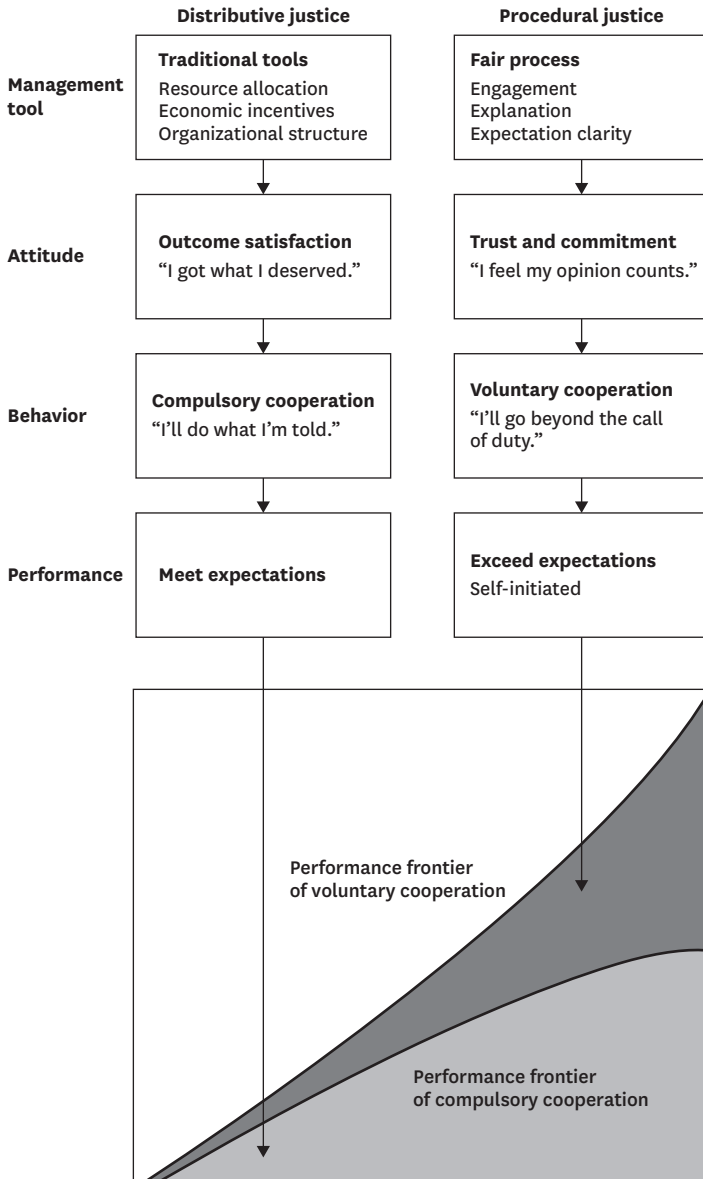 Distributive justice
Procedural justice
Management
tool
Traditional tools
Resource allocation
Economic incentives
Organizational structure
Fair process
Engagement
Explanation
Expectation clarity
Attitude
Outcome satisfaction
“I got what I deserved.”
Trust and commitment
“I feel my opinion counts.”
Behavior
Compulsory cooperation
“I’ll do what I’m told.”
Voluntary cooperation
“I’ll go beyond the call
of duty.”
Performance
Meet expectations
Exceed expectations
Self-initiated
Performance frontier
of voluntary cooperation
Performance frontier
of compulsory cooperation